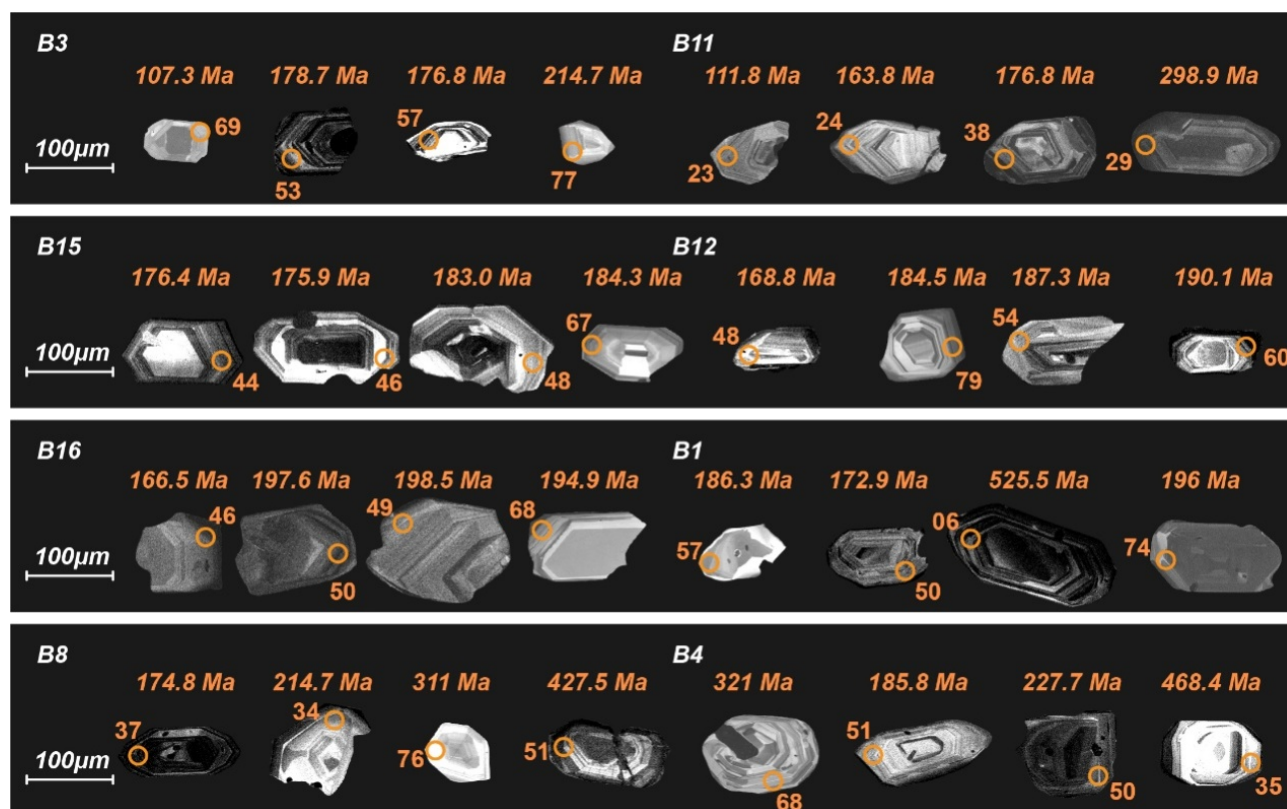 B3 B11
107.3 Ma 178.7 Ma 176.8 Ma 214.7 Ma 111.8 Ma 163.8 Ma 176.8 Ma 298.9 Ma
57 24 38
69
100µm
53 77 23 29
B15 B12
176.4 Ma 175.9 Ma 183.0 Ma 184.3 Ma 168.8 Ma 184.5 Ma 187.3 Ma 190.1 Ma
67 48 54
100µm
44 46 48 79 60
B16 B1
166.5 Ma 197.6 Ma 198.5 Ma 194.9 Ma 186.3 Ma 172.9 Ma 525.5 Ma 196 Ma
46 49 68 57 06 74
100µm
50 50
B8 B4
174.8 Ma 214.7 Ma 311 Ma 427.5 Ma 321 Ma 185.8 Ma 227.7 Ma 468.4 Ma
37 34 51
76 51
100µm
68 50 35